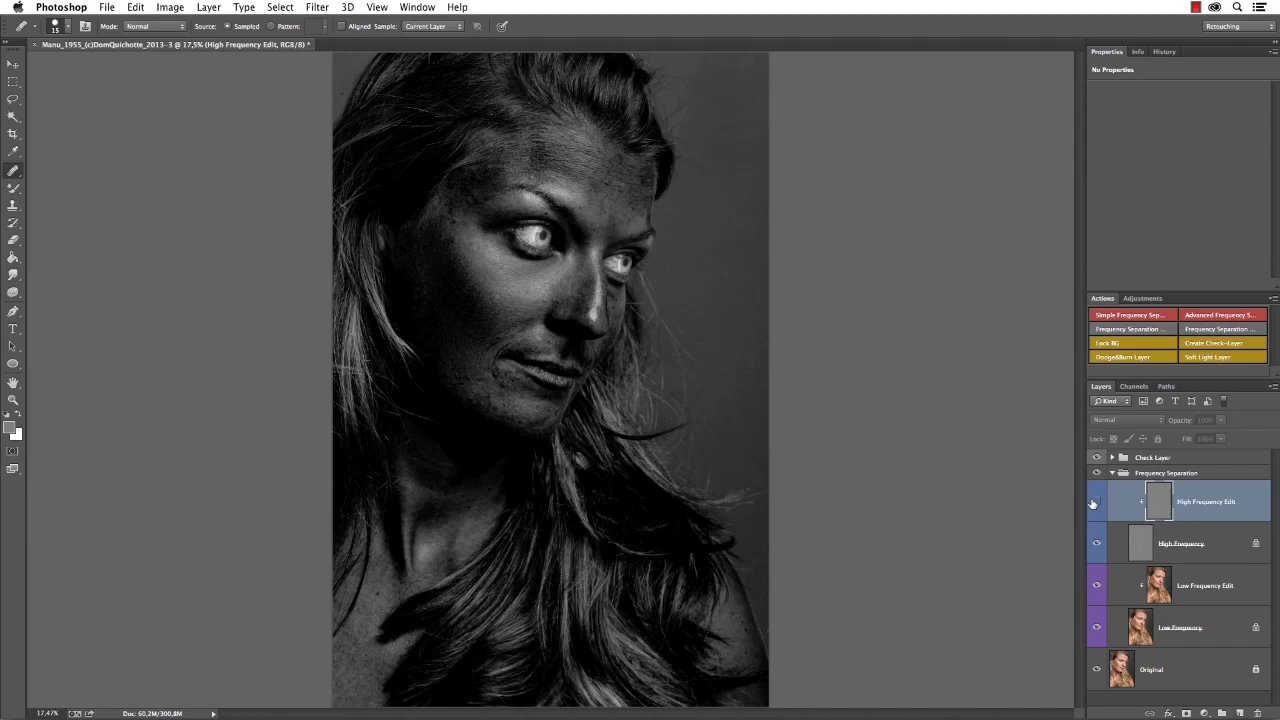 Photoshop File Edit Image Layer Type Select Filter 3D View Window Help
15 Mode: Normal Source: Sampled Pattern: Aligned Sample: Current Layer Retouching
× Manu_1955_(c)DomQuichotte_2013-3 @ 17,5% (High Frequency Edit, RGB/8) *
Properties Info History
No Properties
Actions Adjustments
Simple Frequency Sep... Advanced Frequency S...
Frequency Separation ... Frequency Separation ...
Lock BG Create Check-Layer
Dodge&Burn Layer Soft Light Layer
Layers Channels Paths
Kind
Normal Opacity: 100%
Lock: Fill: 100%
Check Layer
Frequency Separation
High Frequency Edit
High Frequency
Low Frequency Edit
Low Frequency
Original
17,47% Doc: 60,2M/300,8M